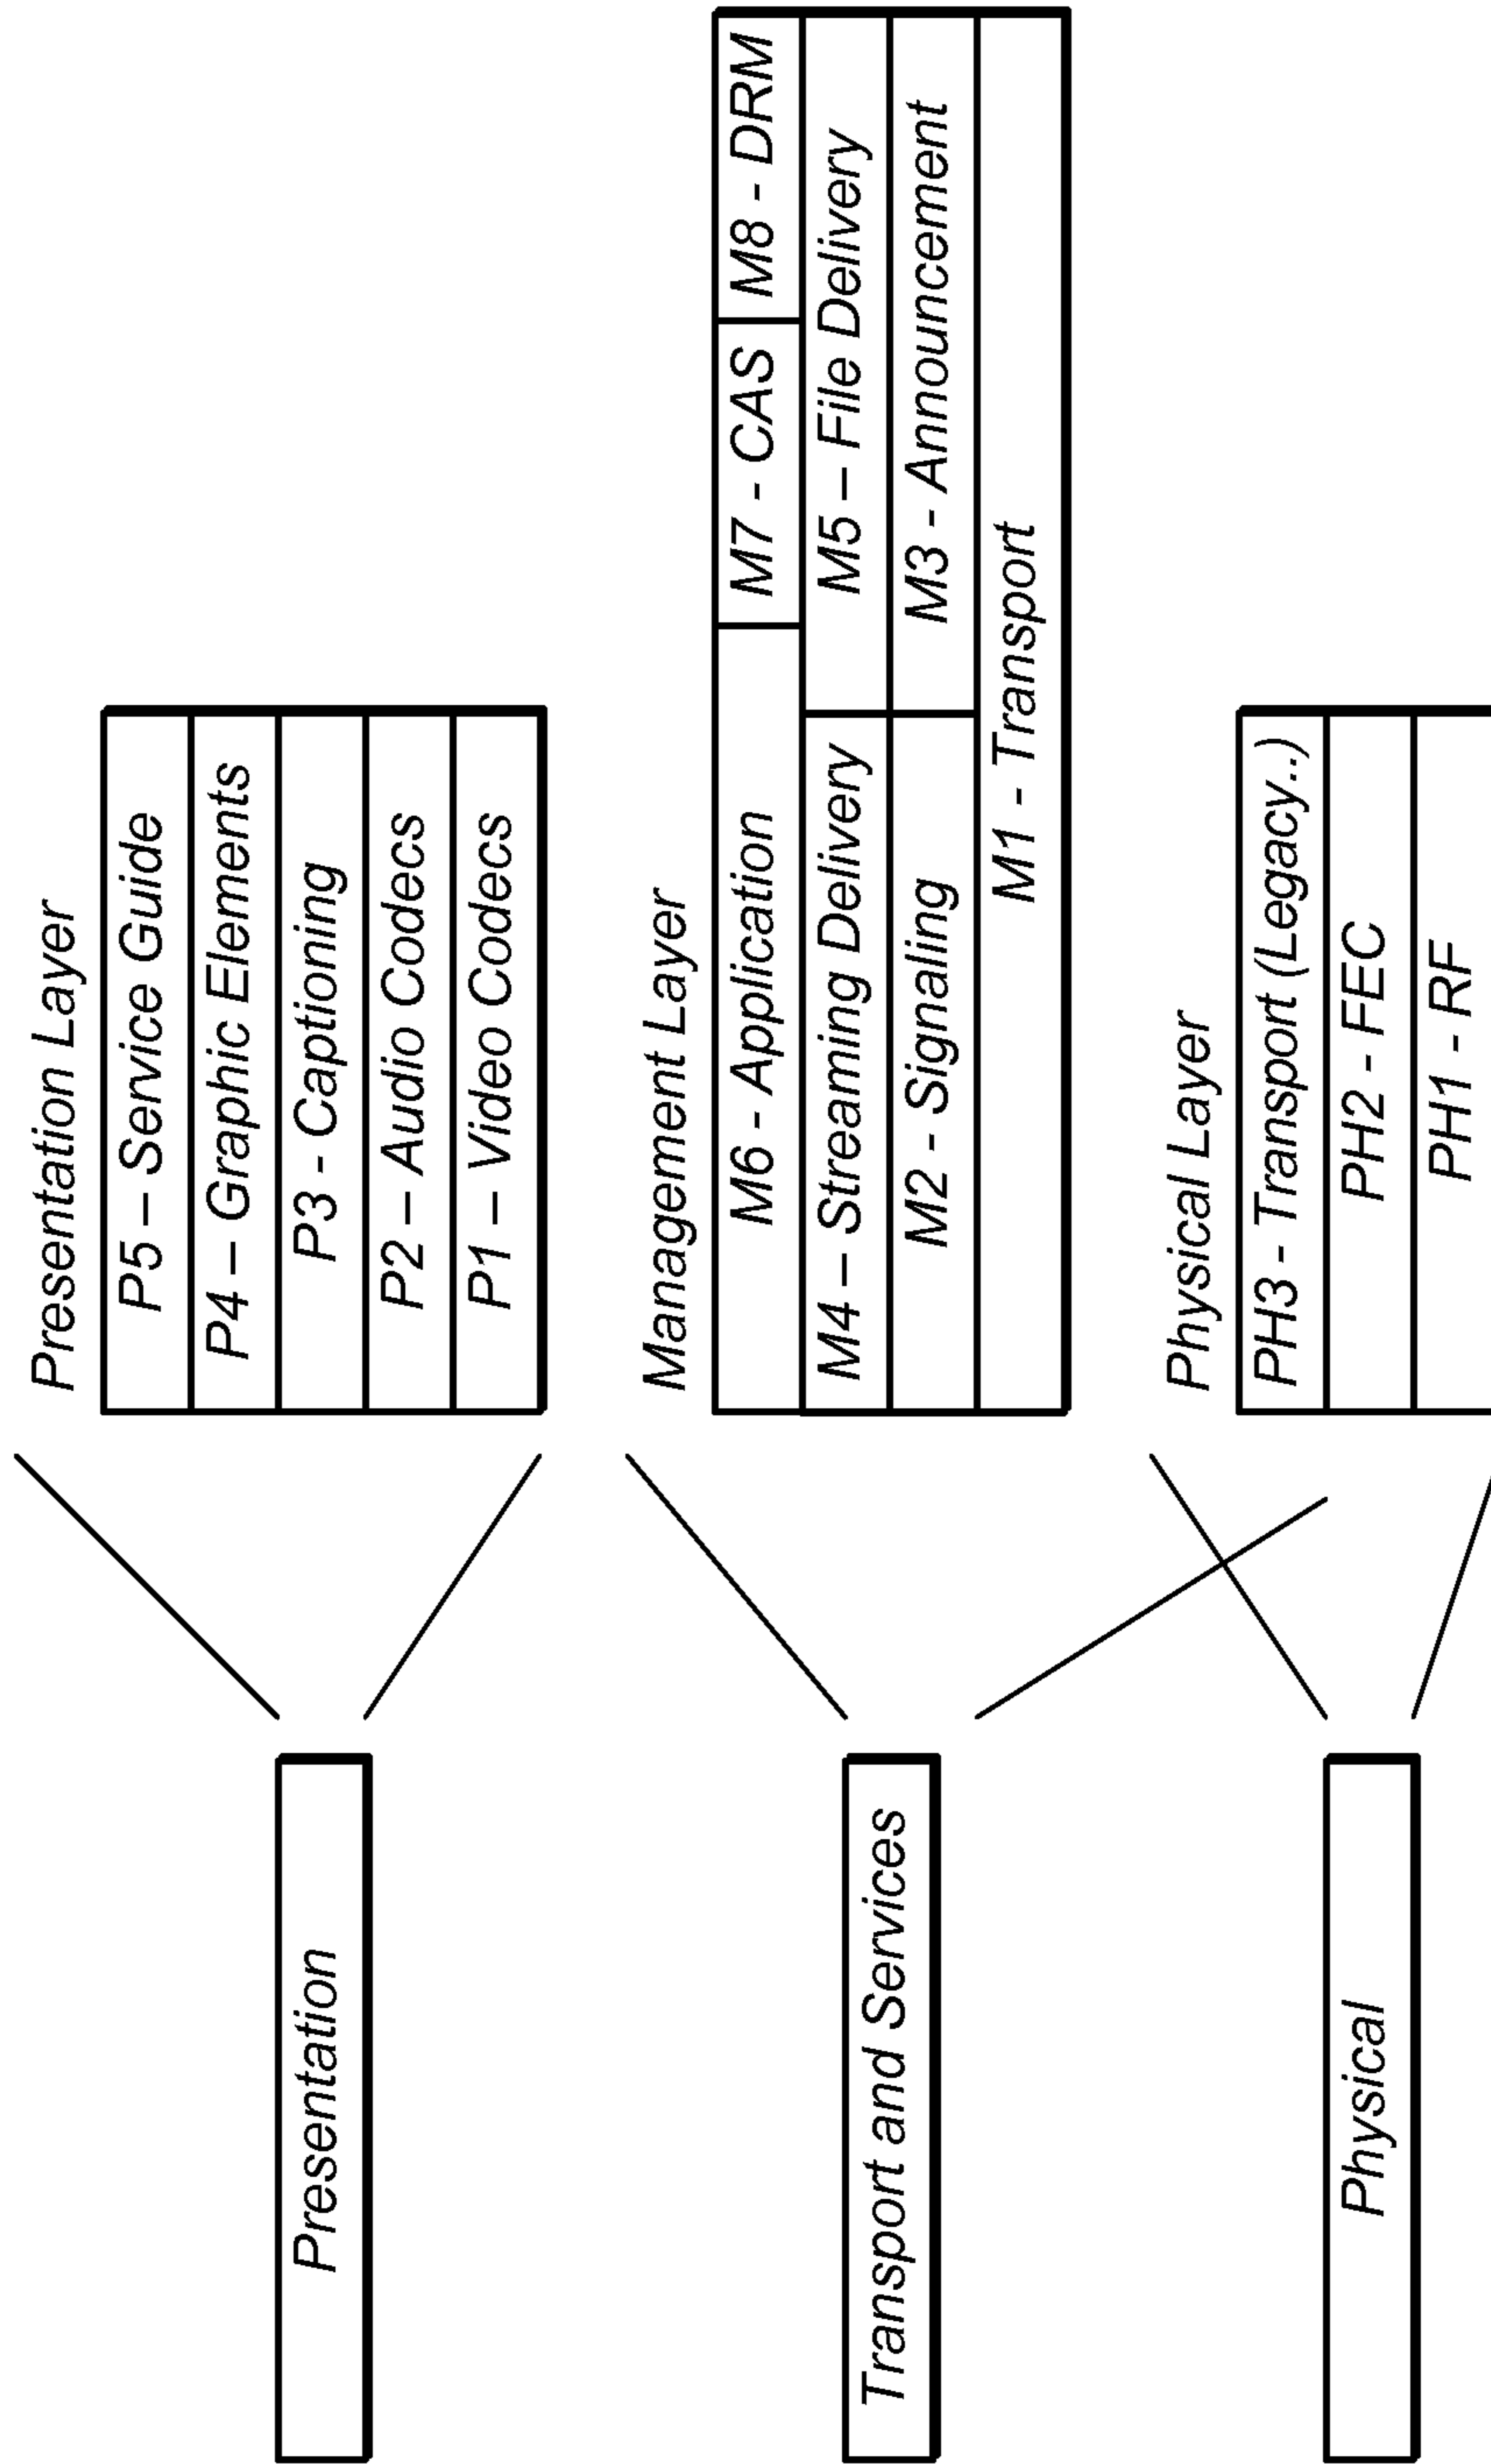 Presentation
Transport and Services
Physical
Presentation Layer
P5 – Service Guide
P4 – Graphic Elements
P3 - Captioning
P2 – Audio Codecs
P1 – Video Codecs
Management Layer
M6 - Application M7 - CAS M8 - DRM
M4 – Streaming Delivery M5 – File Delivery
M2 - Signaling M3 - Announcement
M1 - Transport
Physical Layer
PH3 - Transport (Legacy..)
PH2 - FEC
PH1 - RF